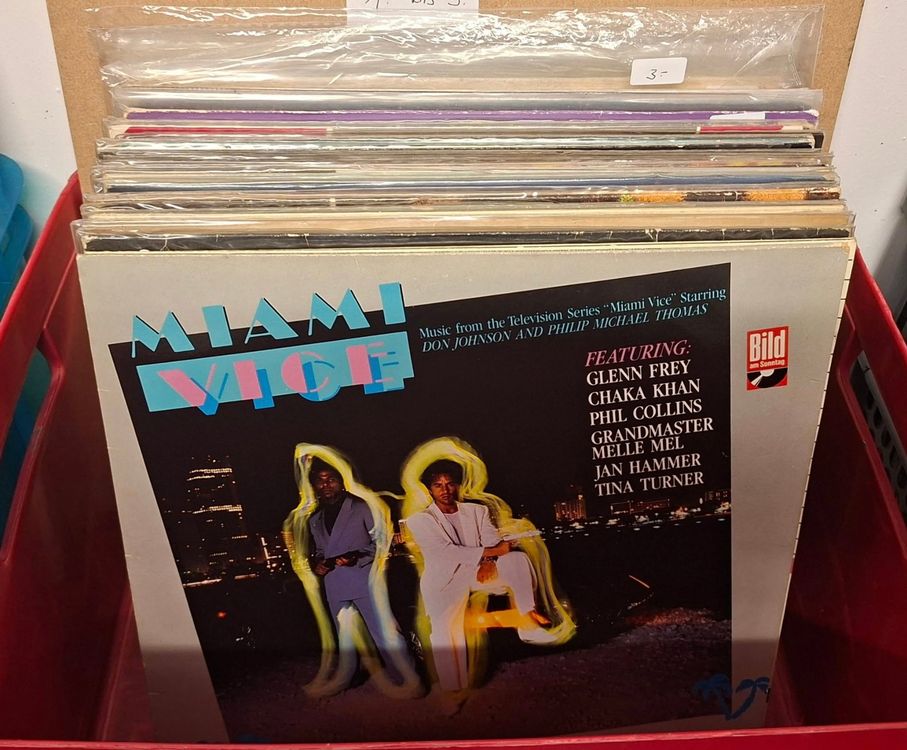 3.-
MIAMI
VICE
Music from the Television Series "Miami Vice" Starring
DON JOHNSON AND PHILIP MICHAEL THOMAS
FEATURING:
GLENN FREY
CHAKA KHAN
PHIL COLLINS
GRANDMASTER
MELLE MEL
JAN HAMMER
TINA TURNER
Bild
am Sonntag